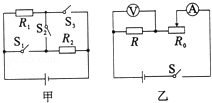 R₁
S₃
S₂
S₁
R₂
甲
V
A
R
R₀
S
乙